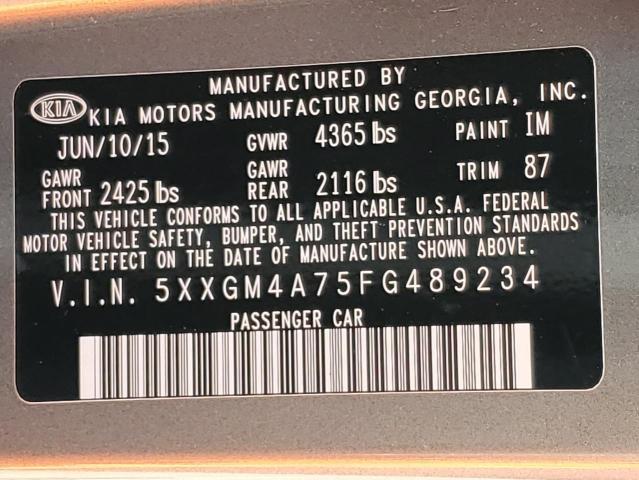 MANUFACTURED BY
KIA KIA MOTORS MANUFACTURING GEORGIA, INC.
JUN/10/15 GVWR 4365 lbs PAINT IM
GAWR FRONT 2425 lbs GAWR REAR 2116 lbs TRIM 87
THIS VEHICLE CONFORMS TO ALL APPLICABLE U.S.A. FEDERAL
MOTOR VEHICLE SAFETY, BUMPER, AND THEFT PREVENTION STANDARDS
IN EFFECT ON THE DATE OF MANUFACTURE SHOWN ABOVE.
V.I.N. 5XXGM4A75FG489234
PASSENGER CAR